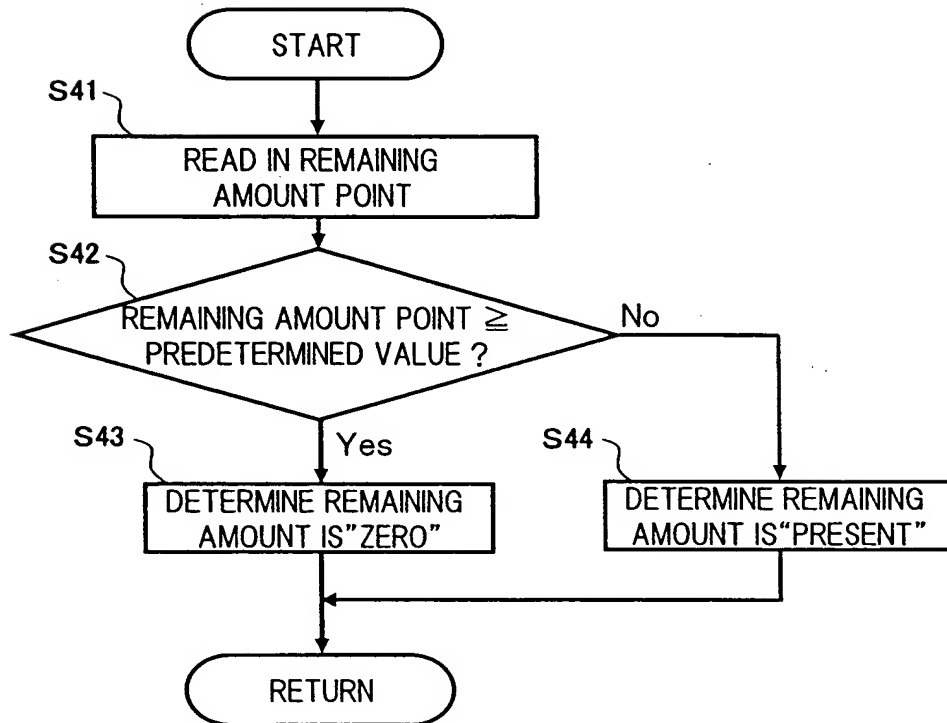 START
S41
READ IN REMAINING
AMOUNT POINT
S42
REMAINING AMOUNT POINT ≧
PREDETERMINED VALUE ?
No
S43
Yes
S44
DETERMINE REMAINING
AMOUNT IS"ZERO"
DETERMINE REMAINING
AMOUNT IS"PRESENT"
RETURN